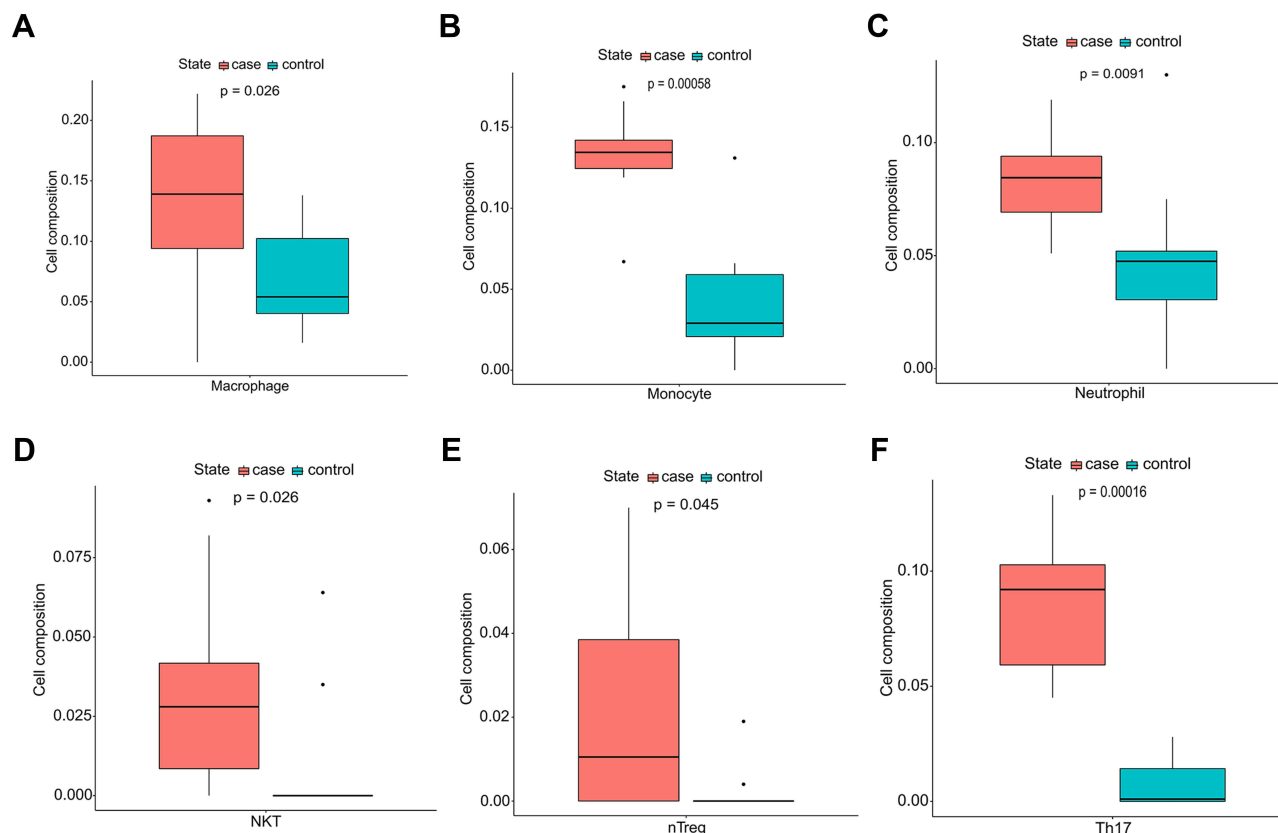 A
State case control
p = 0.026
0.20
0.15
0.10
0.05
0.00
Cell composition
Macrophage
B
State case control
p = 0.00058
0.15
0.10
0.05
0.00
Cell composition
Monocyte
C
State case control
p = 0.0091
0.10
0.05
0.00
Cell composition
Neutrophil
D
State case control
p = 0.026
0.075
0.050
0.025
0.000
Cell composition
NKT
E
State case control
p = 0.045
0.06
0.04
0.02
0.00
Cell composition
nTreg
F
State case control
p = 0.00016
0.10
0.05
0.00
Cell composition
Th17